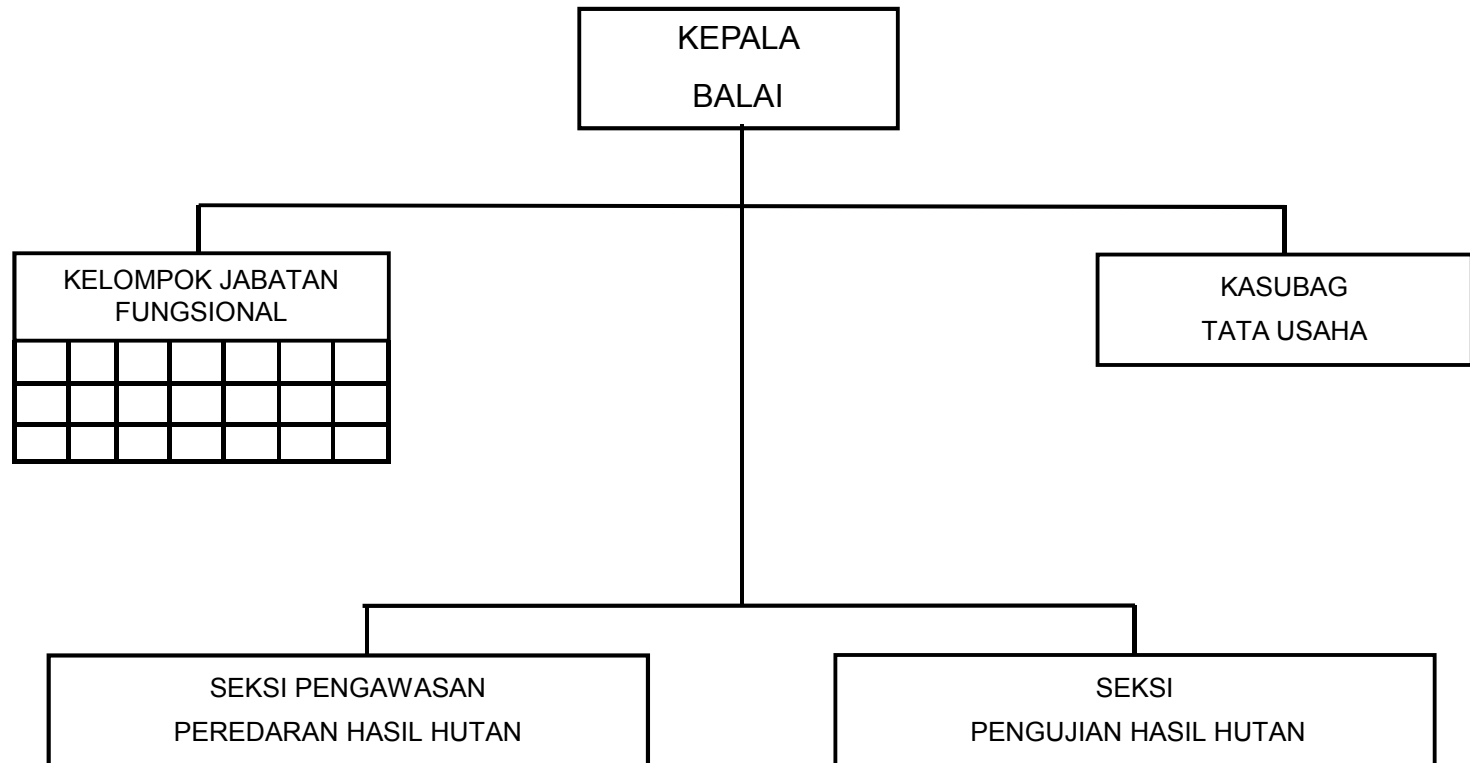 KEPALA
BALAI
KELOMPOK JABATAN
FUNGSIONAL
KASUBAG
TATA USAHA
SEKSI PENGAWASAN
PEREDARAN HASIL HUTAN
SEKSI
PENGUJIAN HASIL HUTAN